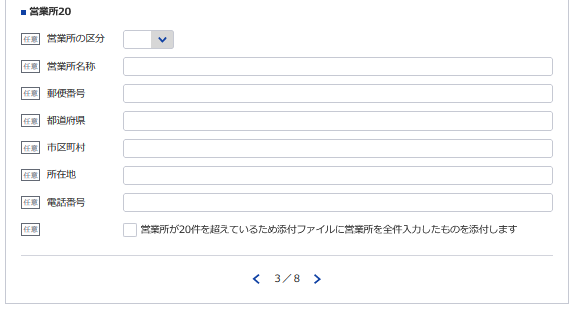 営業所20
任意 営業所の区分
任意 営業所名称
任意 郵便番号
任意 都道府県
任意 市区町村
任意 所在地
任意 電話番号
任意 営業所が20件を超えているため添付ファイルに営業所を全件入力したものを添付します
3／8